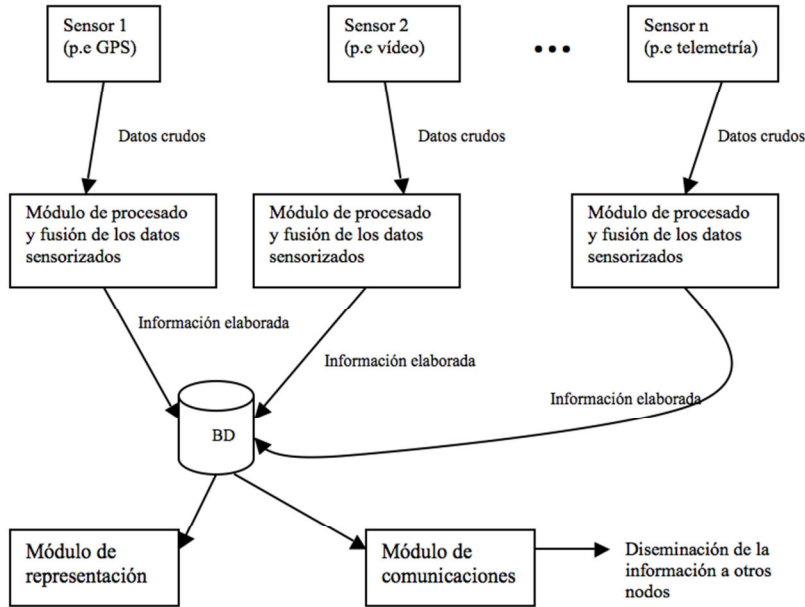 Sensor 1
(p.e GPS)
Sensor 2
(p.e vídeo)
Sensor n
(p.e telemetría)
Datos crudos
Datos crudos
Datos crudos
Módulo de procesado
y fusión de los datos
sensorizados
Módulo de procesado
y fusión de los datos
sensorizados
Módulo de procesado
y fusión de los datos
sensorizados
Información elaborada
Información elaborada
Información elaborada
BD
Módulo de
representación
Módulo de
comunicaciones
Diseminación de la
información a otros
nodos